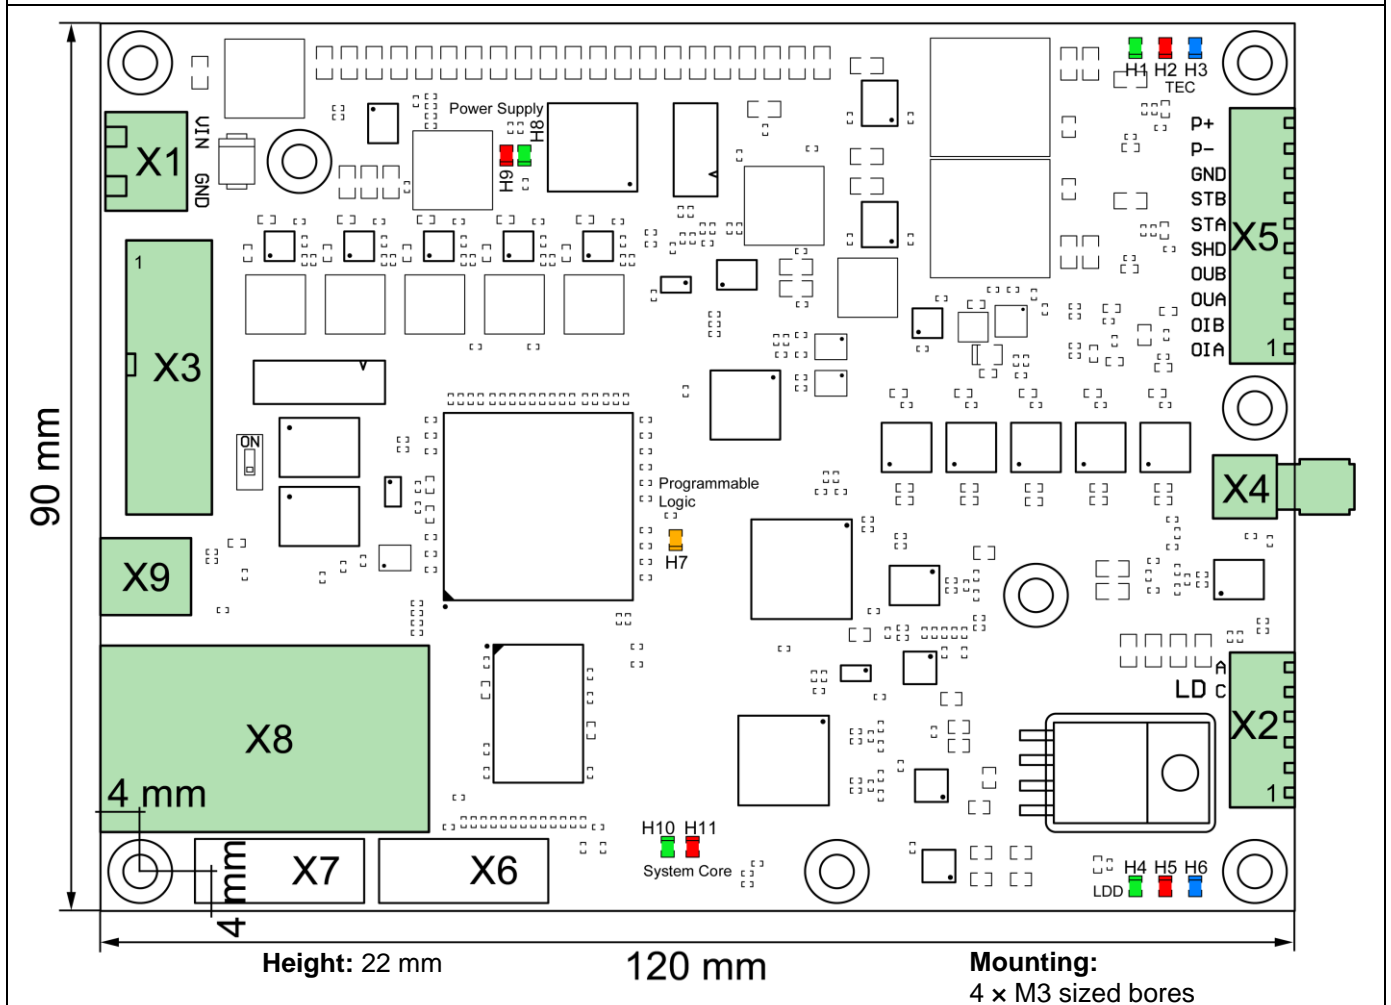 H1 H2 H3
TEC
Power Supply
H9
H8
VIN
GND
X1
P+
P-
GND
STB
STA
SHD
OUB
OUA
OIB
OIA
X5
1
1
X3
ON
90 mm
Programmable
Logic
H7
X4
X9
A
LD C
X2
1
X8
4 mm
4 mm
X7
X6
H10 H11
System Core
H4 H5 H6
LDD
120 mm
Height: 22 mm
Mounting:
4 × M3 sized bores